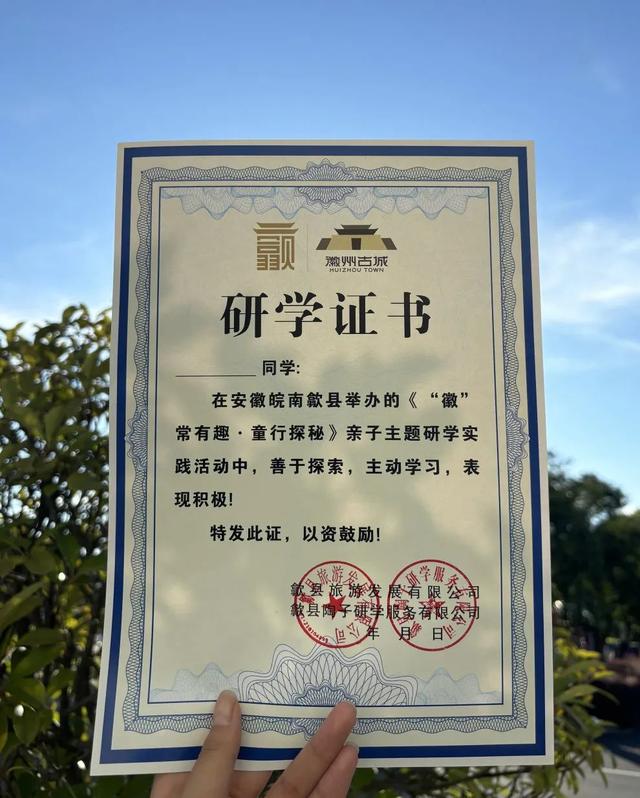 徽州古城
HUIZHOU TOWN
研学证书
同学:
在安徽皖南歙县举办的《“徽”
常有趣·童行探秘》亲子主题研学实
践活动中，善于探索，主动学习，表
现积极!
特发此证，以资鼓励!
歙县旅游发展有限公司
歙县陶子研学服务有限公司
年 月 日